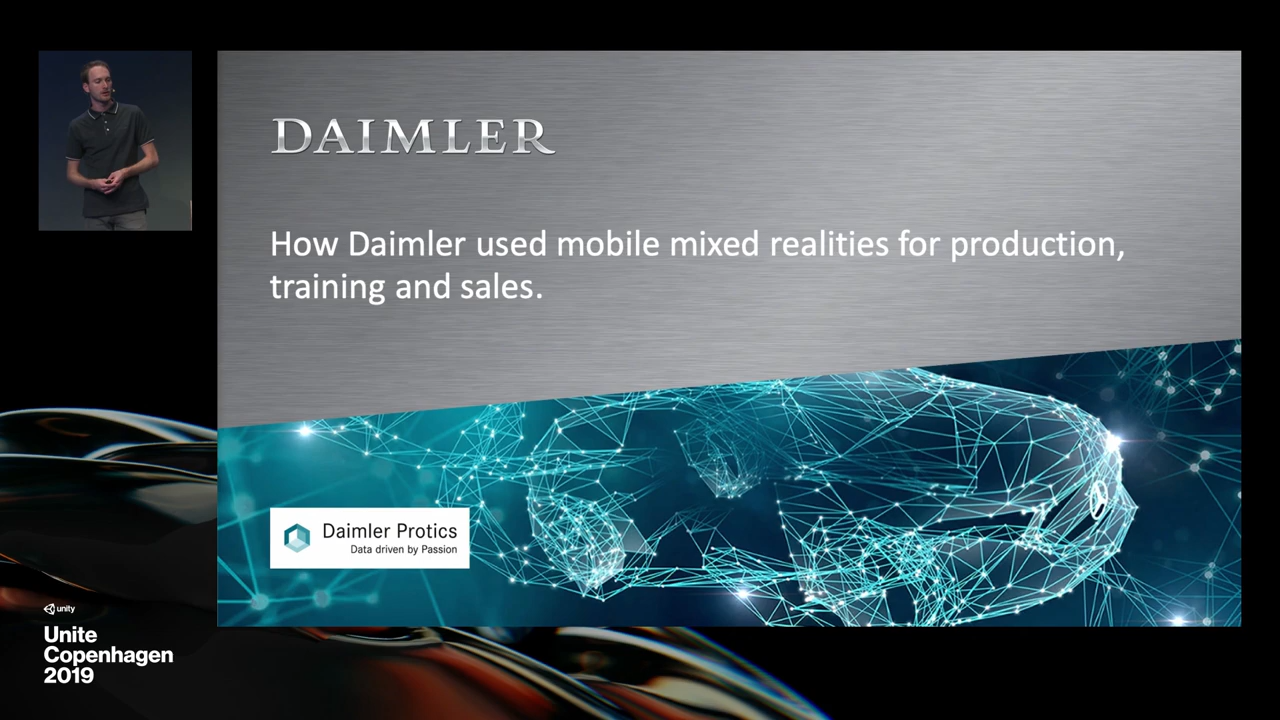 DAIMLER
How Daimler used mobile mixed realities for production,
training and sales.
Daimler Protics
Data driven by Passion
unity
Unite
Copenhagen
2019